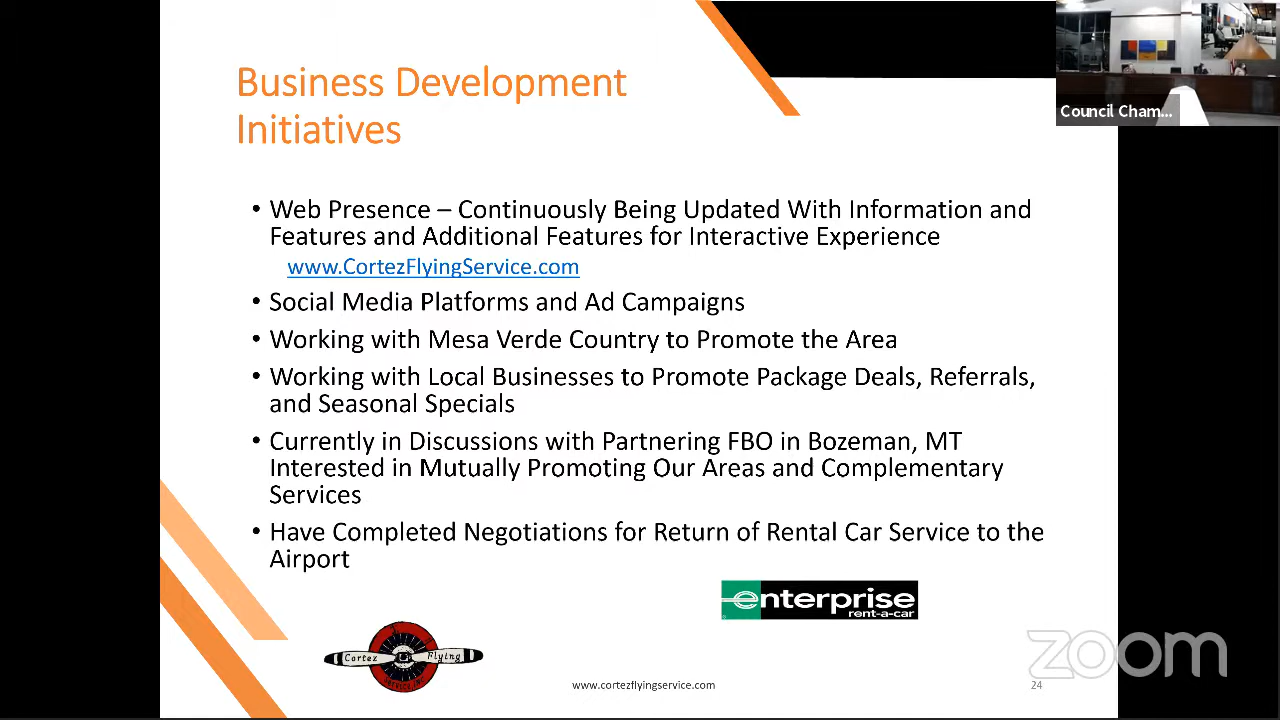 Council Cham...
Business Development
Initiatives
• Web Presence – Continuously Being Updated With Information and
Features and Additional Features for Interactive Experience
www.CortezFlyingService.com
• Social Media Platforms and Ad Campaigns
• Working with Mesa Verde Country to Promote the Area
• Working with Local Businesses to Promote Package Deals, Referrals,
and Seasonal Specials
• Currently in Discussions with Partnering FBO in Bozeman, MT
Interested in Mutually Promoting Our Areas and Complementary
Services
• Have Completed Negotiations for Return of Rental Car Service to the
Airport
enterprise
rent-a-car
Cortez Flying
Service, Inc.
www.cortezflyingservice.com
24
zoom